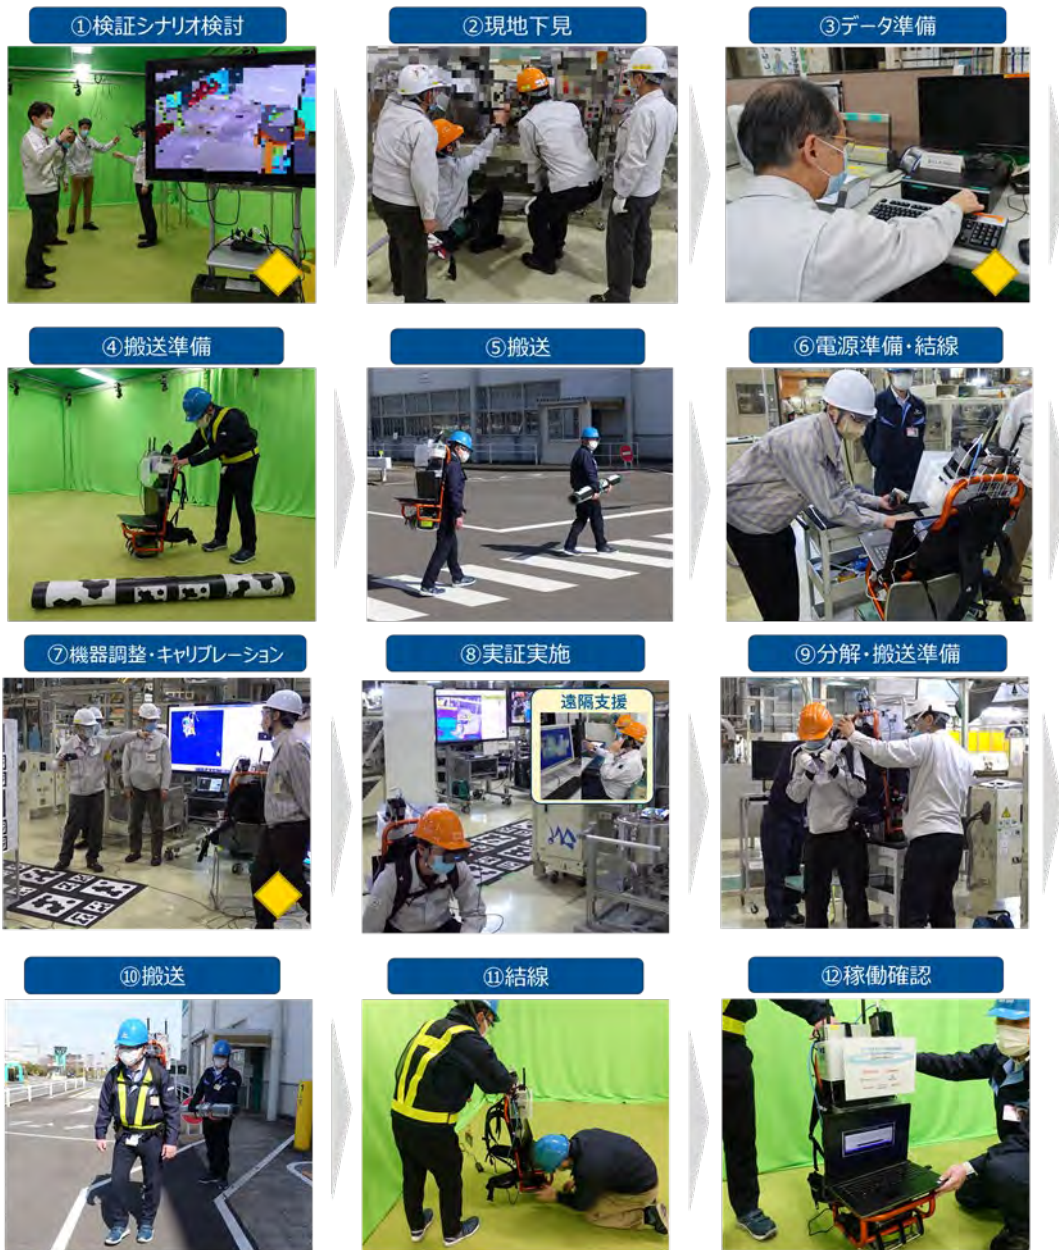 ①検証シナリオ検討
②現地下見
③データ準備
④搬送準備
⑤搬送
⑥電源準備・結線
⑦機器調整・キャリブレーション
⑧実証実施
遠隔支援
⑨分解・搬送準備
⑩搬送
⑪結線
⑫稼働確認